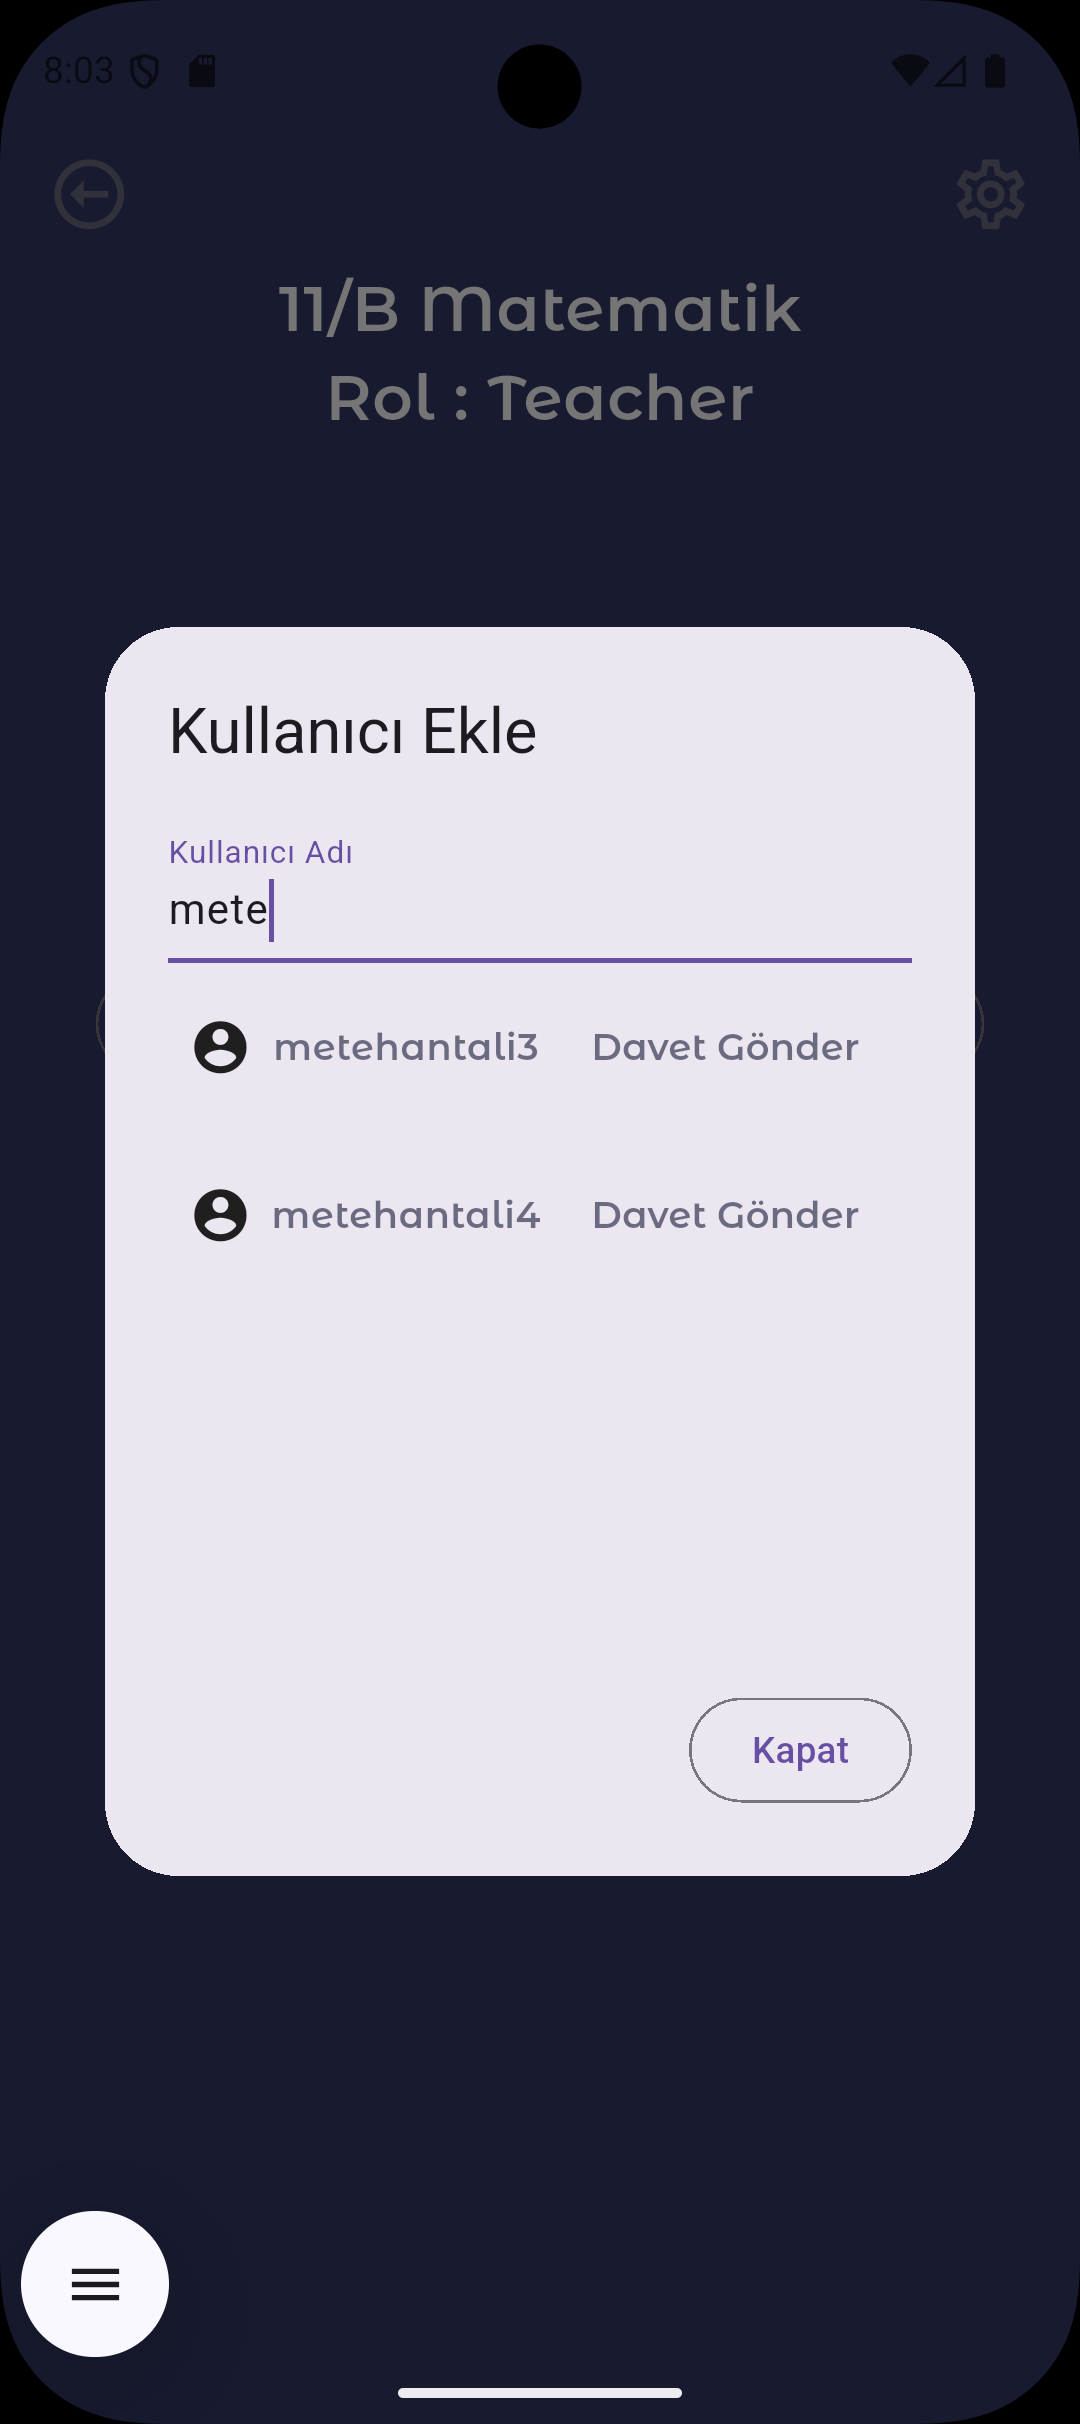 8:03
11/B Matematik
Rol : Teacher
Kullanıcı Ekle
Kullanıcı Adı
mete
metehantali3 Davet Gönder
metehantali4 Davet Gönder
Kapat